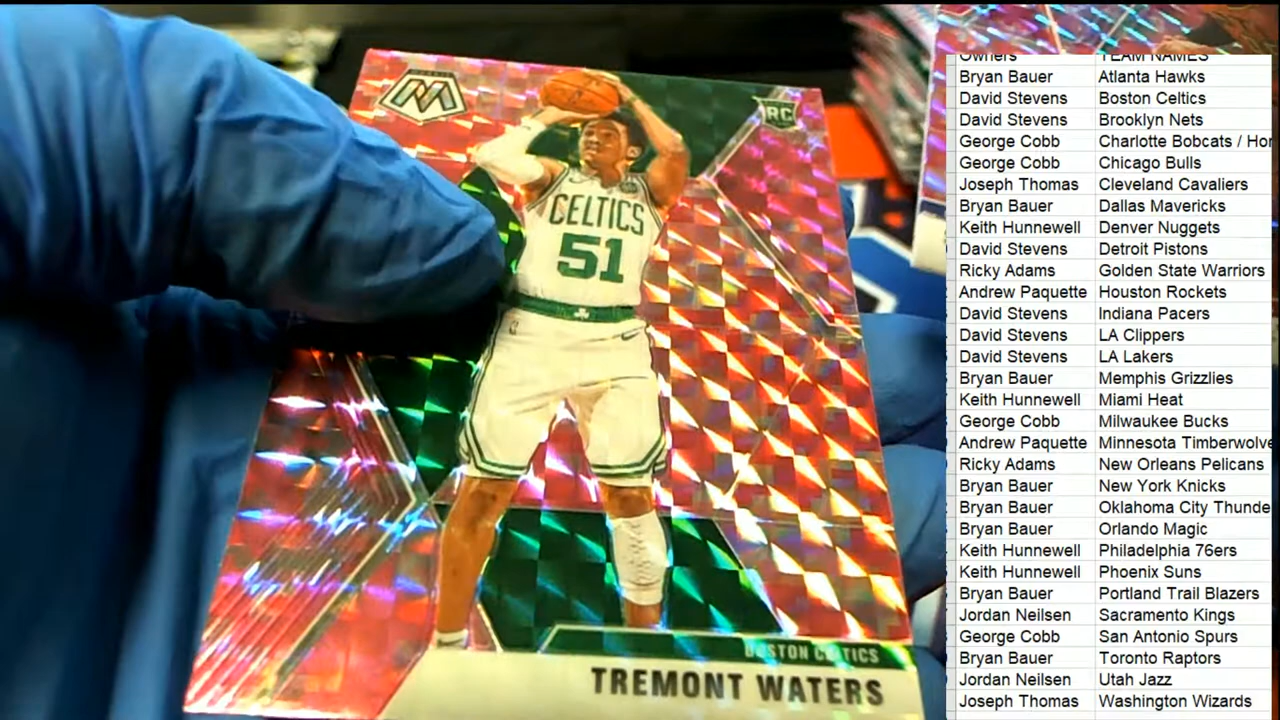 RC
CELTICS
51
BOSTON CELTICS
TREMONT WATERS
Owners TEAM NAMES
Bryan Bauer Atlanta Hawks
David Stevens Boston Celtics
David Stevens Brooklyn Nets
George Cobb Charlotte Bobcats / Hor
George Cobb Chicago Bulls
Joseph Thomas Cleveland Cavaliers
Bryan Bauer Dallas Mavericks
Keith Hunnewell Denver Nuggets
David Stevens Detroit Pistons
Ricky Adams Golden State Warriors
Andrew Paquette Houston Rockets
David Stevens Indiana Pacers
David Stevens LA Clippers
David Stevens LA Lakers
Bryan Bauer Memphis Grizzlies
Keith Hunnewell Miami Heat
George Cobb Milwaukee Bucks
Andrew Paquette Minnesota Timberwolve
Ricky Adams New Orleans Pelicans
Bryan Bauer New York Knicks
Bryan Bauer Oklahoma City Thunde
Bryan Bauer Orlando Magic
Keith Hunnewell Philadelphia 76ers
Keith Hunnewell Phoenix Suns
Bryan Bauer Portland Trail Blazers
Jordan Neilsen Sacramento Kings
George Cobb San Antonio Spurs
Bryan Bauer Toronto Raptors
Jordan Neilsen Utah Jazz
Joseph Thomas Washington Wizards